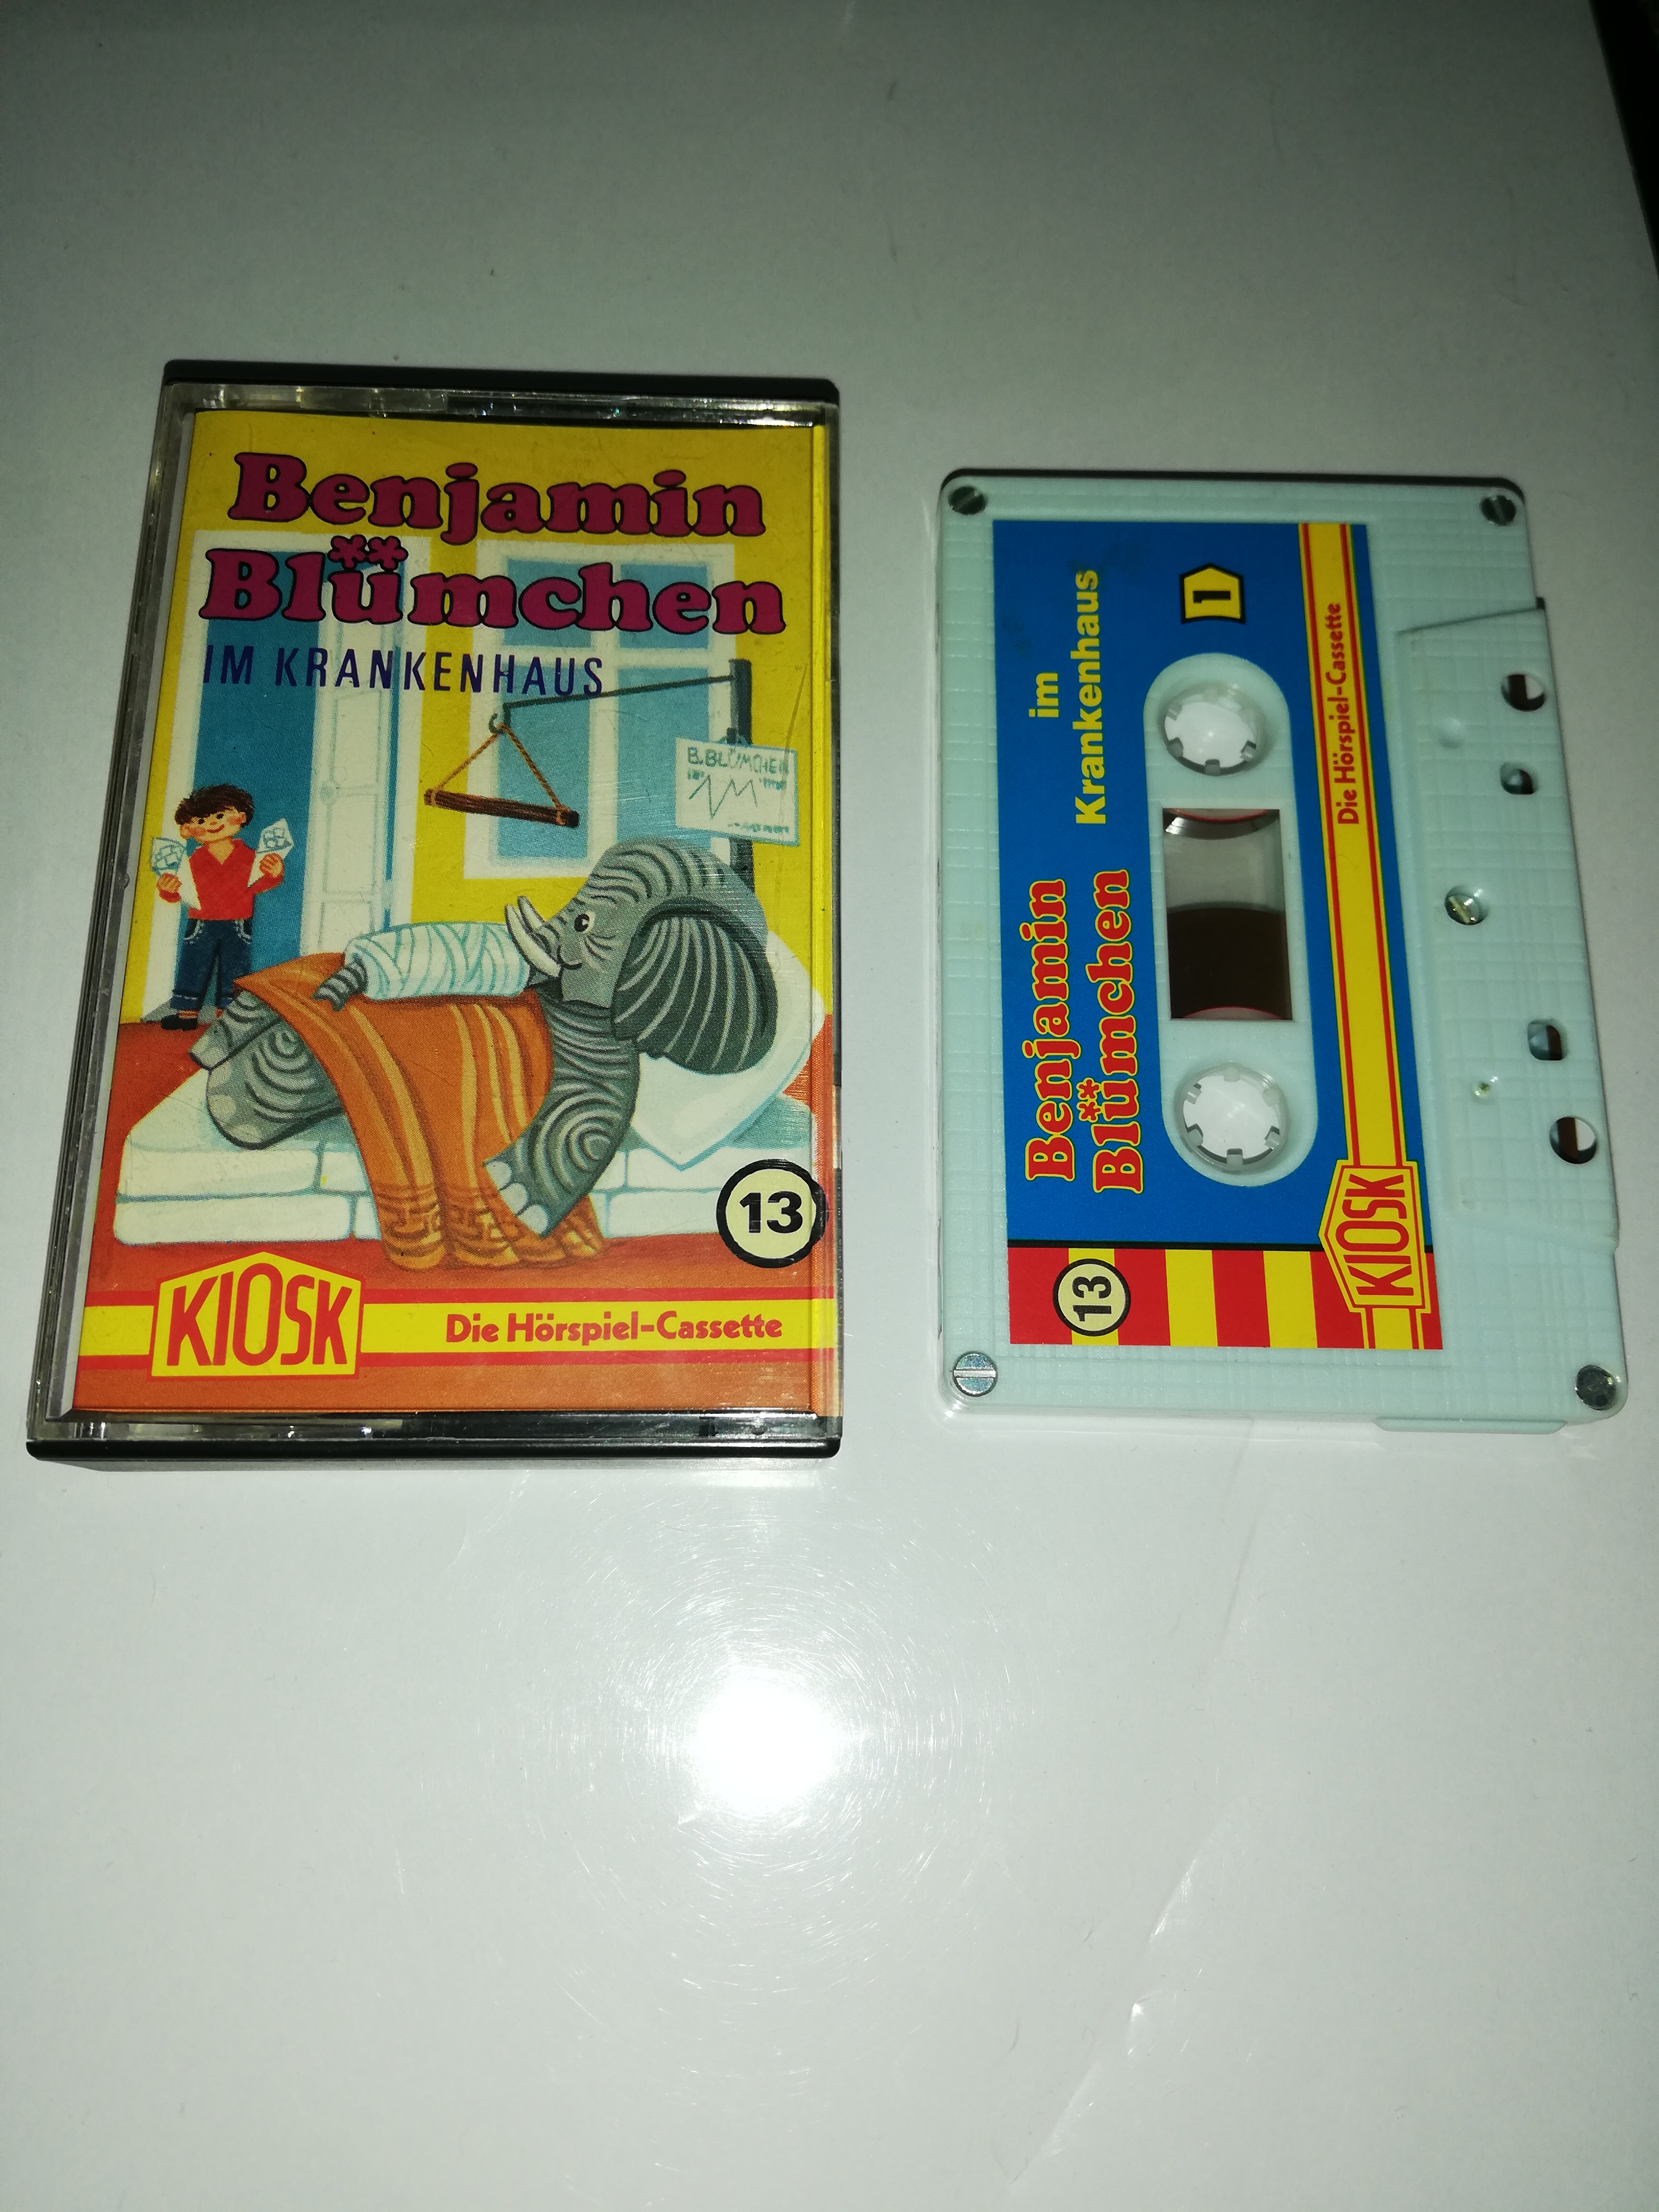 Benjamin
Blümchen
IM KRANKENHAUS
B.BLÜMCHEN
13
KIOSK
Die Hörspiel-Cassette
Benjamin
Blümchen
im
Krankenhaus
1
13
KIOSK
Die Hörspiel-Cassette